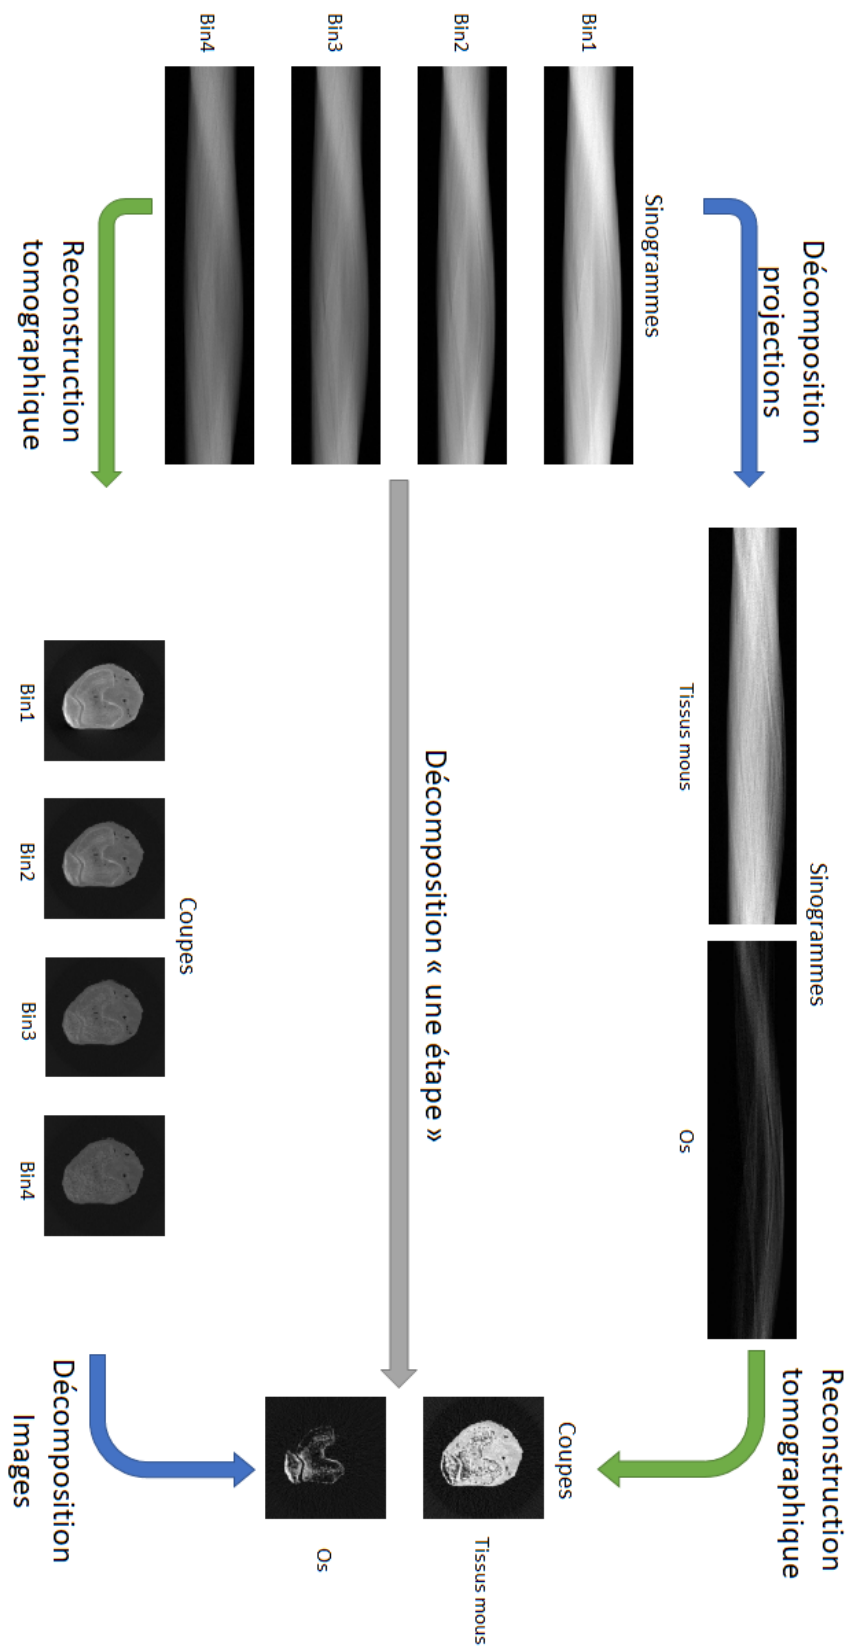 Décomposition
projections
Sinogrammes
Bin1
Bin2
Bin3
Bin4
Reconstruction
tomographique
Sinogrammes
Tissus mous
Os
Décomposition « une étape »
Coupes
Bin1
Bin2
Bin3
Bin4
Reconstruction
tomographique
Coupes
Tissus mous
Os
Décomposition
Images